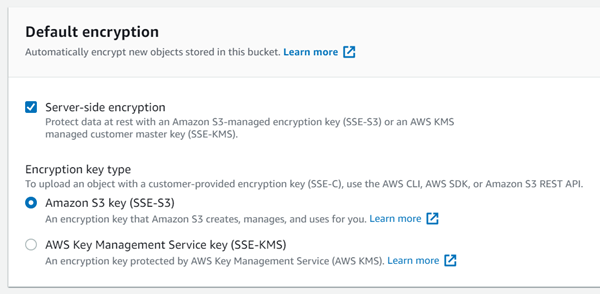 Default encryption
Automatically encrypt new objects stored in this bucket. Learn more
Server-side encryption
Protect data at rest with an Amazon S3-managed encryption key (SSE-S3) or an AWS KMS
managed customer master key (SSE-KMS).
Encryption key type
To upload an object with a customer-provided encryption key (SSE-C), use the AWS CLI, AWS SDK, or Amazon S3 REST API.
Amazon S3 key (SSE-S3)
An encryption key that Amazon S3 creates, manages, and uses for you. Learn more
AWS Key Management Service key (SSE-KMS)
An encryption key protected by AWS Key Management Service (AWS KMS). Learn more